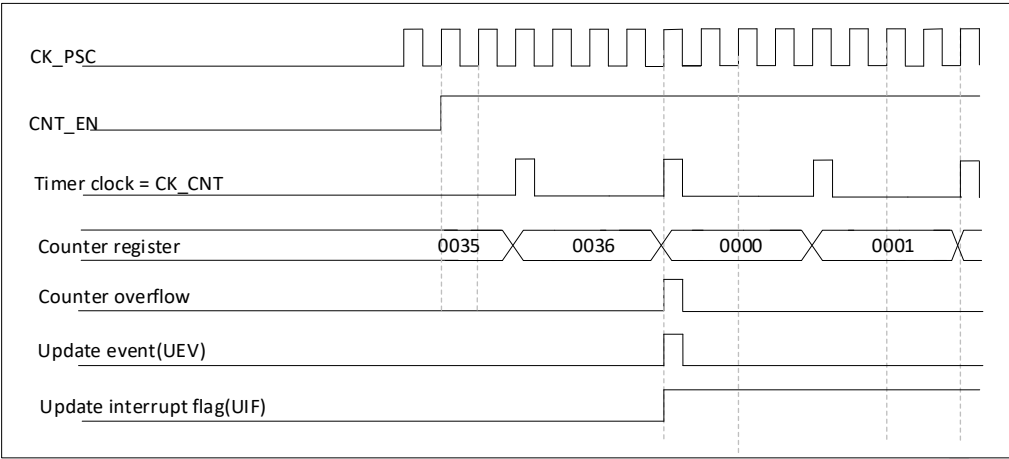 CK_PSC
CNT_EN
Timer clock = CK_CNT
Counter register 0035 0036 0000 0001
Counter overflow
Update event(UEV)
Update interrupt flag(UIF)